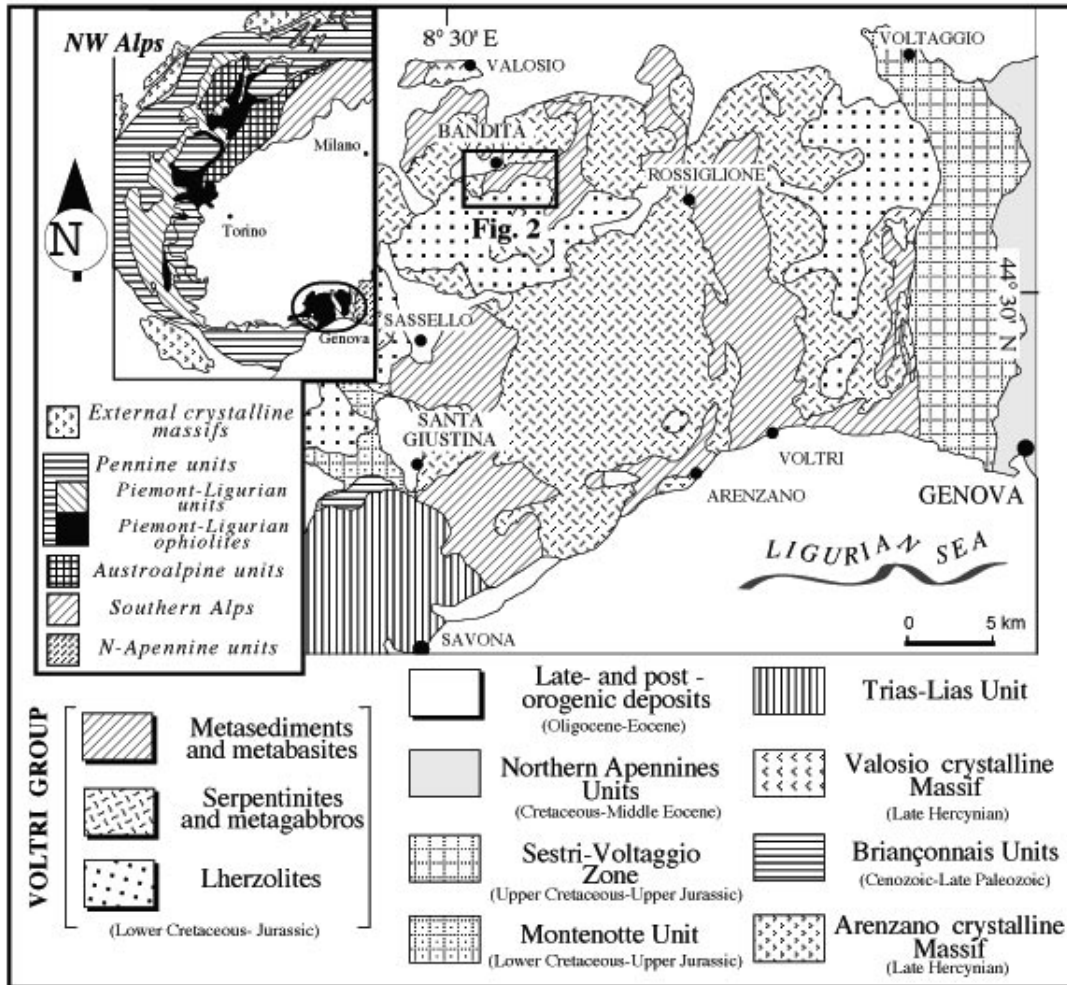 NW Alps
Milano
Torino
Genova
N
8° 30' E
VALOSIO
VOLTAGGIO
BANDITA
ROSSIGLIONE
Fig. 2
44° 30' N
SASSELLO
SANTA
GIUSTINA
VOLTRI
ARENZANO
GENOVA
LIGURIAN SEA
0 5 km
SAVONA
External crystalline
massifs
Pennine units
Piemont-Ligurian
units
Piemont-Ligurian
ophiolites
Austroalpine units
Southern Alps
N-Apennine units
VOLTRI GROUP
Metasediments
and metabasites
Serpentinites
and metagabbros
Lherzolites
(Lower Cretaceous- Jurassic)
Late- and post -
orogenic deposits
(Oligocene-Eocene)
Northern Apennines
Units
(Cretaceous-Middle Eocene)
Sestri-Voltaggio
Zone
(Upper Cretaceous-Upper Jurassic)
Montenotte Unit
(Lower Cretaceous-Upper Jurassic)
Trias-Lias Unit
Valosio crystalline
Massif
(Late Hercynian)
Briançonnais Units
(Cenozoic-Late Paleozoic)
Arenzano crystalline
Massif
(Late Hercynian)